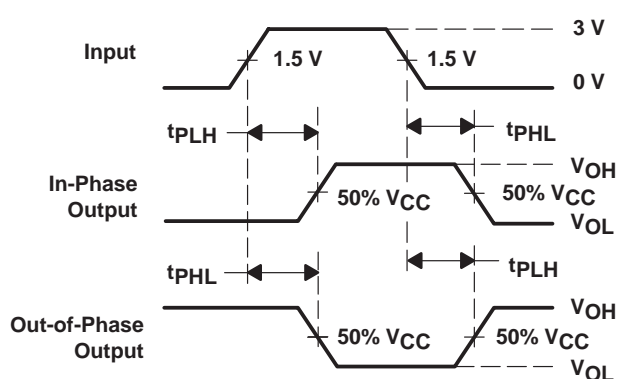 3 V
Input
1.5 V
1.5 V
0 V
tPLH
tPHL
VOH
In-Phase
Output
50% VCC
50% VCC
VOL
tPHL
tPLH
VOH
Out-of-Phase
Output
50% VCC
50% VCC
VOL